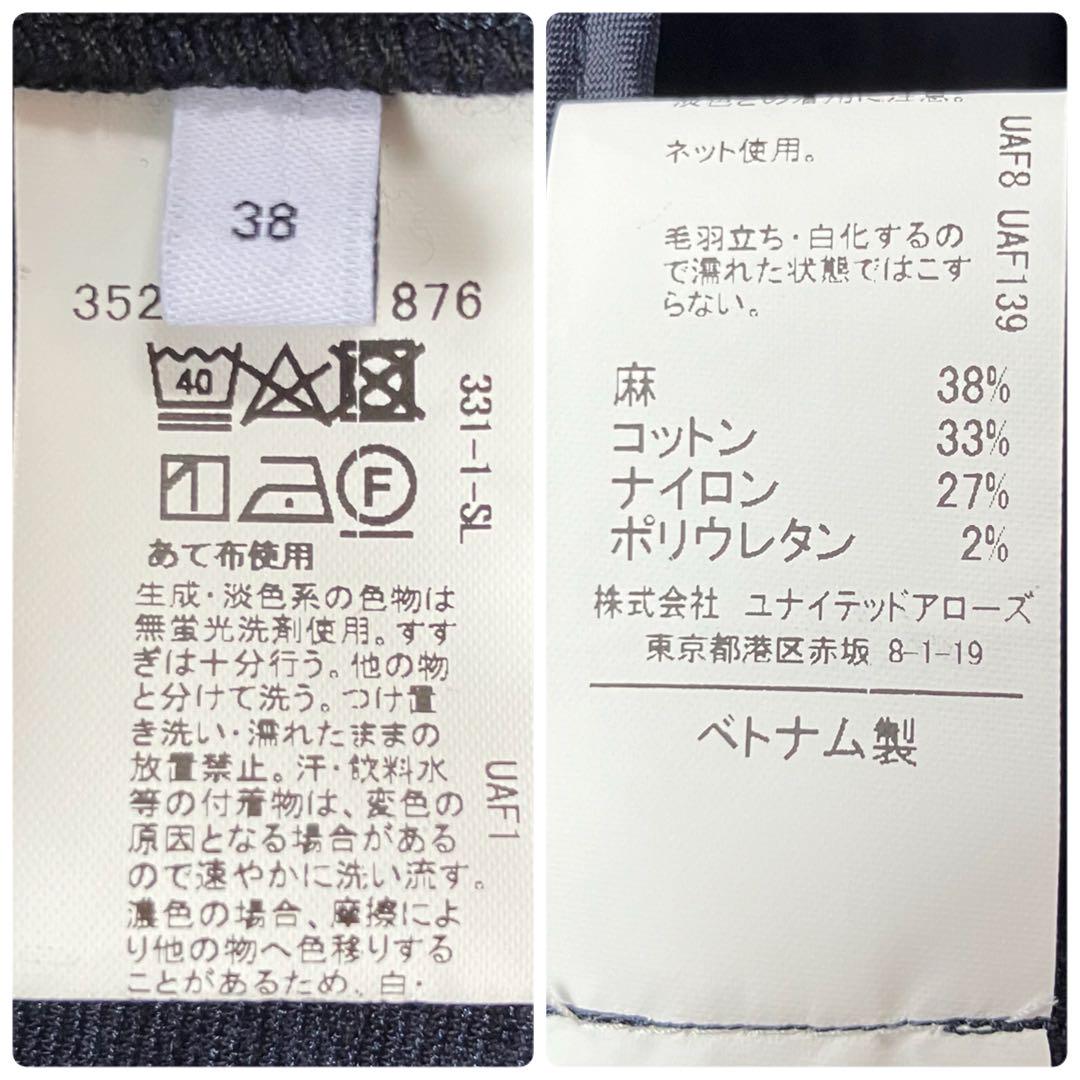 38
352
876
40
331-1-SL
F
あて布使用
生成・淡色系の色物は
無蛍光洗剤使用。すす
ぎは十分行う。他の物
と分けて洗う。つけ置
き洗い・濡れたままの
放置禁止。汗・飲料水
等の付着物は、変色の
原因となる場合がある
ので速やかに洗い流す。
濃色の場合、摩擦によ
り他の物へ色移りする
ことがあるため、白・
UAF1
ネット使用。
毛羽立ち・白化するの
で濡れた状態ではこす
らない。
UAF8 UAF139
麻 38%
コットン 33%
ナイロン 27%
ポリウレタン 2%
株式会社 ユナイテッドアローズ
東京都港区赤坂 8-1-19
ベトナム製